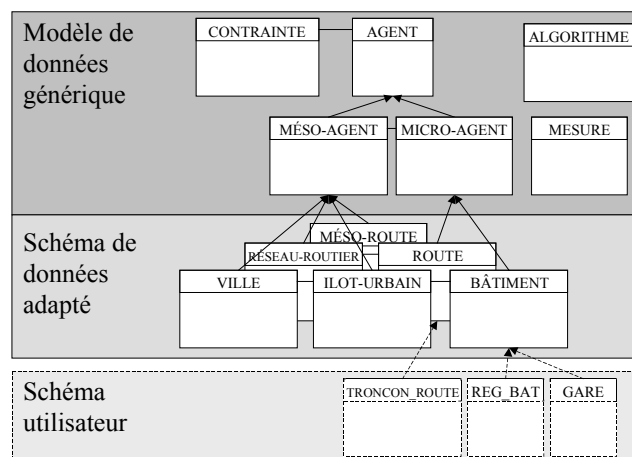 Modèle de
données
générique
CONTRAINTE
AGENT
ALGORITHME
MÉSO-AGENT
MICRO-AGENT
MESURE
Schéma de
données
adapté
MÉSO-ROUTE
RÉSEAU-ROUTIER
ROUTE
VILLE
ILOT-URBAIN
BÂTIMENT
Schéma
utilisateur
TRONCON_ROUTE
REG_BAT
GARE